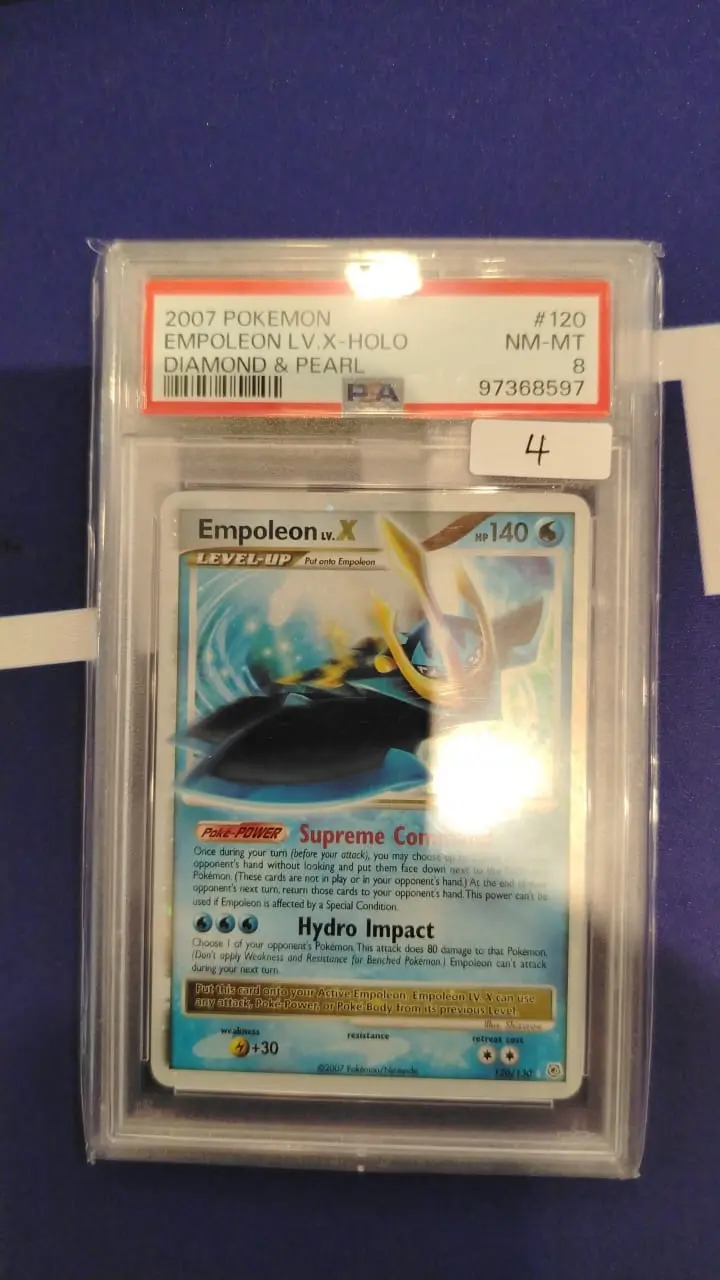 2007 POKEMON #120
EMPOLEON LV.X-HOLO NM-MT
DIAMOND & PEARL 8
PSA 97368597
4
Empoleon LV.X HP 140
LEVEL-UP Put onto Empoleon
Poké-POWER Supreme
Once during your turn (before your attack), you may choose up
opponent's hand without looking and put them face down next to the
Pokémon. (These cards are not in play or in your opponent's hand.) At the end of
opponent's next turn, return those cards to your opponent's hand. This power can't be
used if Empoleon is affected by a Special Condition.
Hydro Impact
Choose 1 of your opponent's Pokémon. This attack does 80 damage to that Pokémon.
(Don't apply Weakness and Resistance for Benched Pokémon.) Empoleon can't attack
during your next turn.
Put this card onto your Active Empoleon. Empoleon LV. X can use
any attack, Poké-Power, or Poké-Body from its previous Level.
weakness resistance retreat cost
+30
©2007 Pokémon/Nintendo 120/130